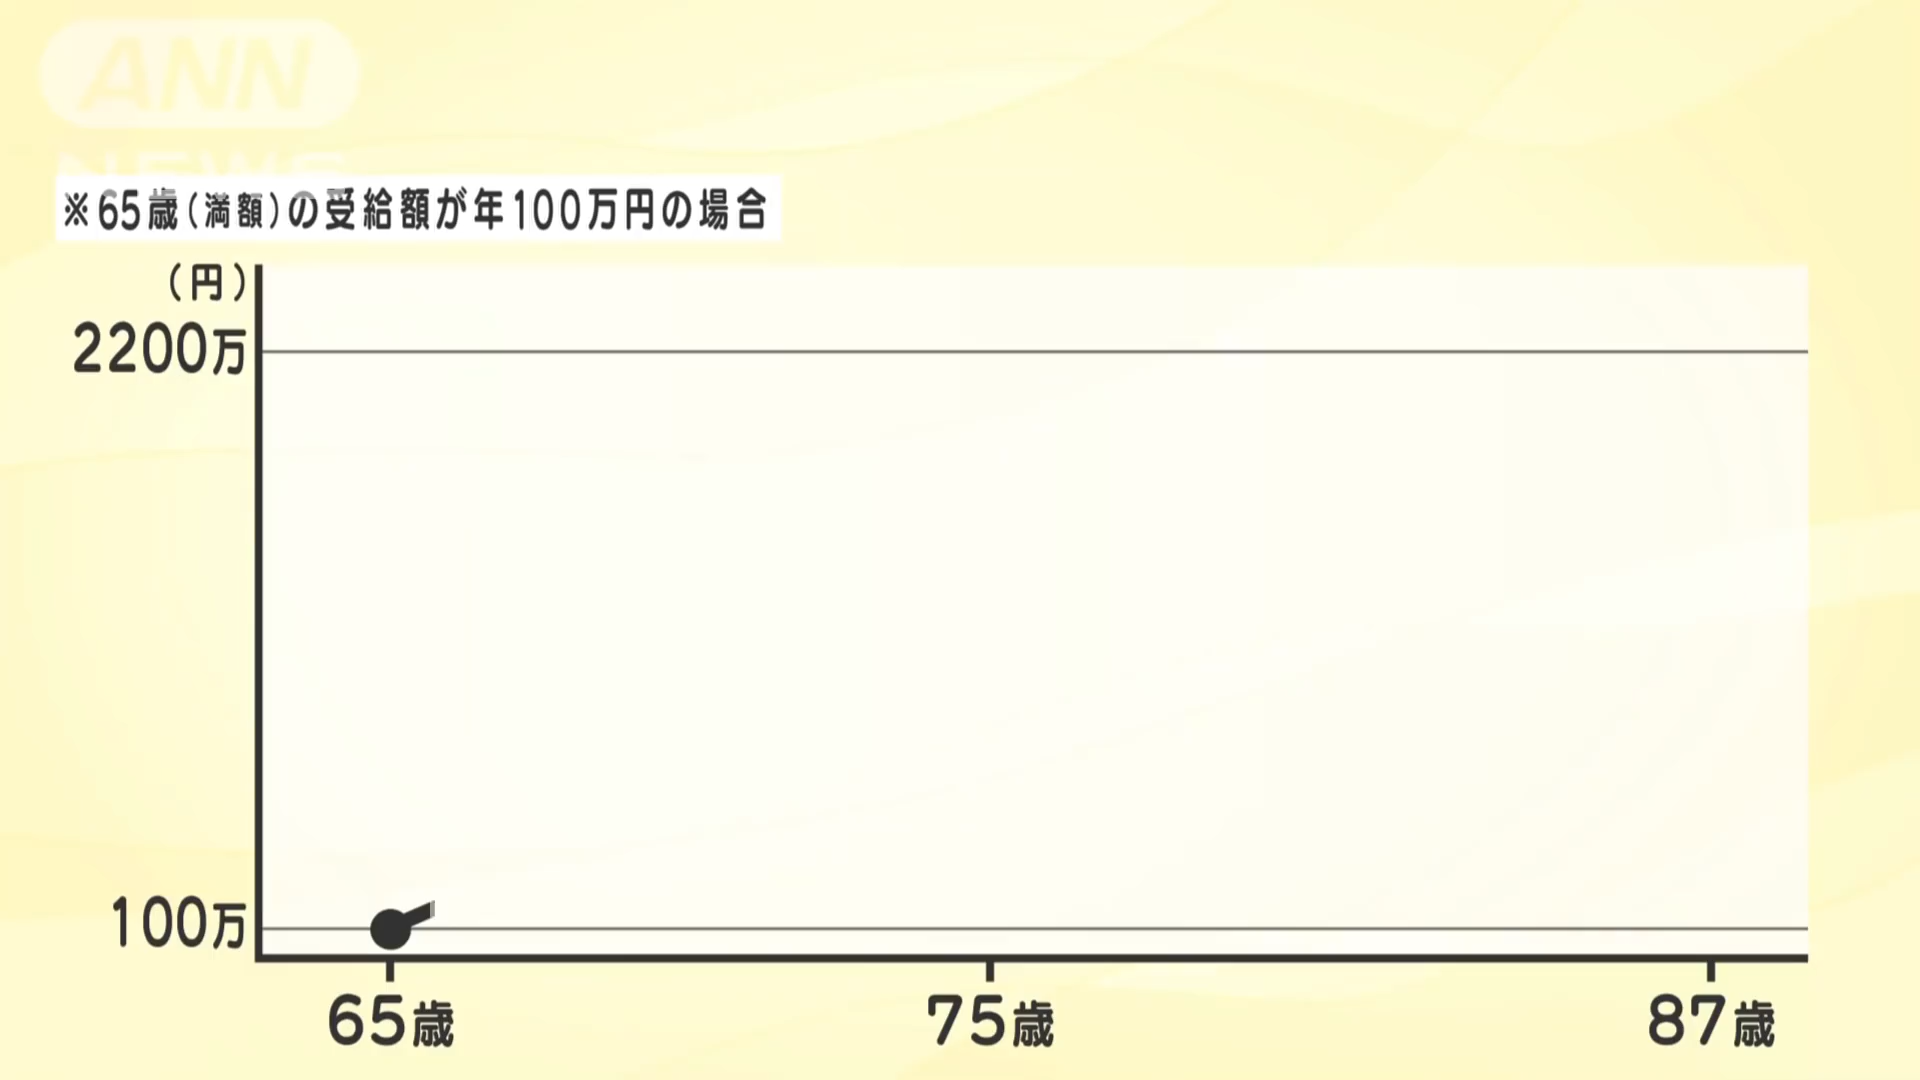 ANN
NEWS
※65歳(満額)の受給額が年100万円の場合
(円)
2200万
100万
65歳
75歳
87歳